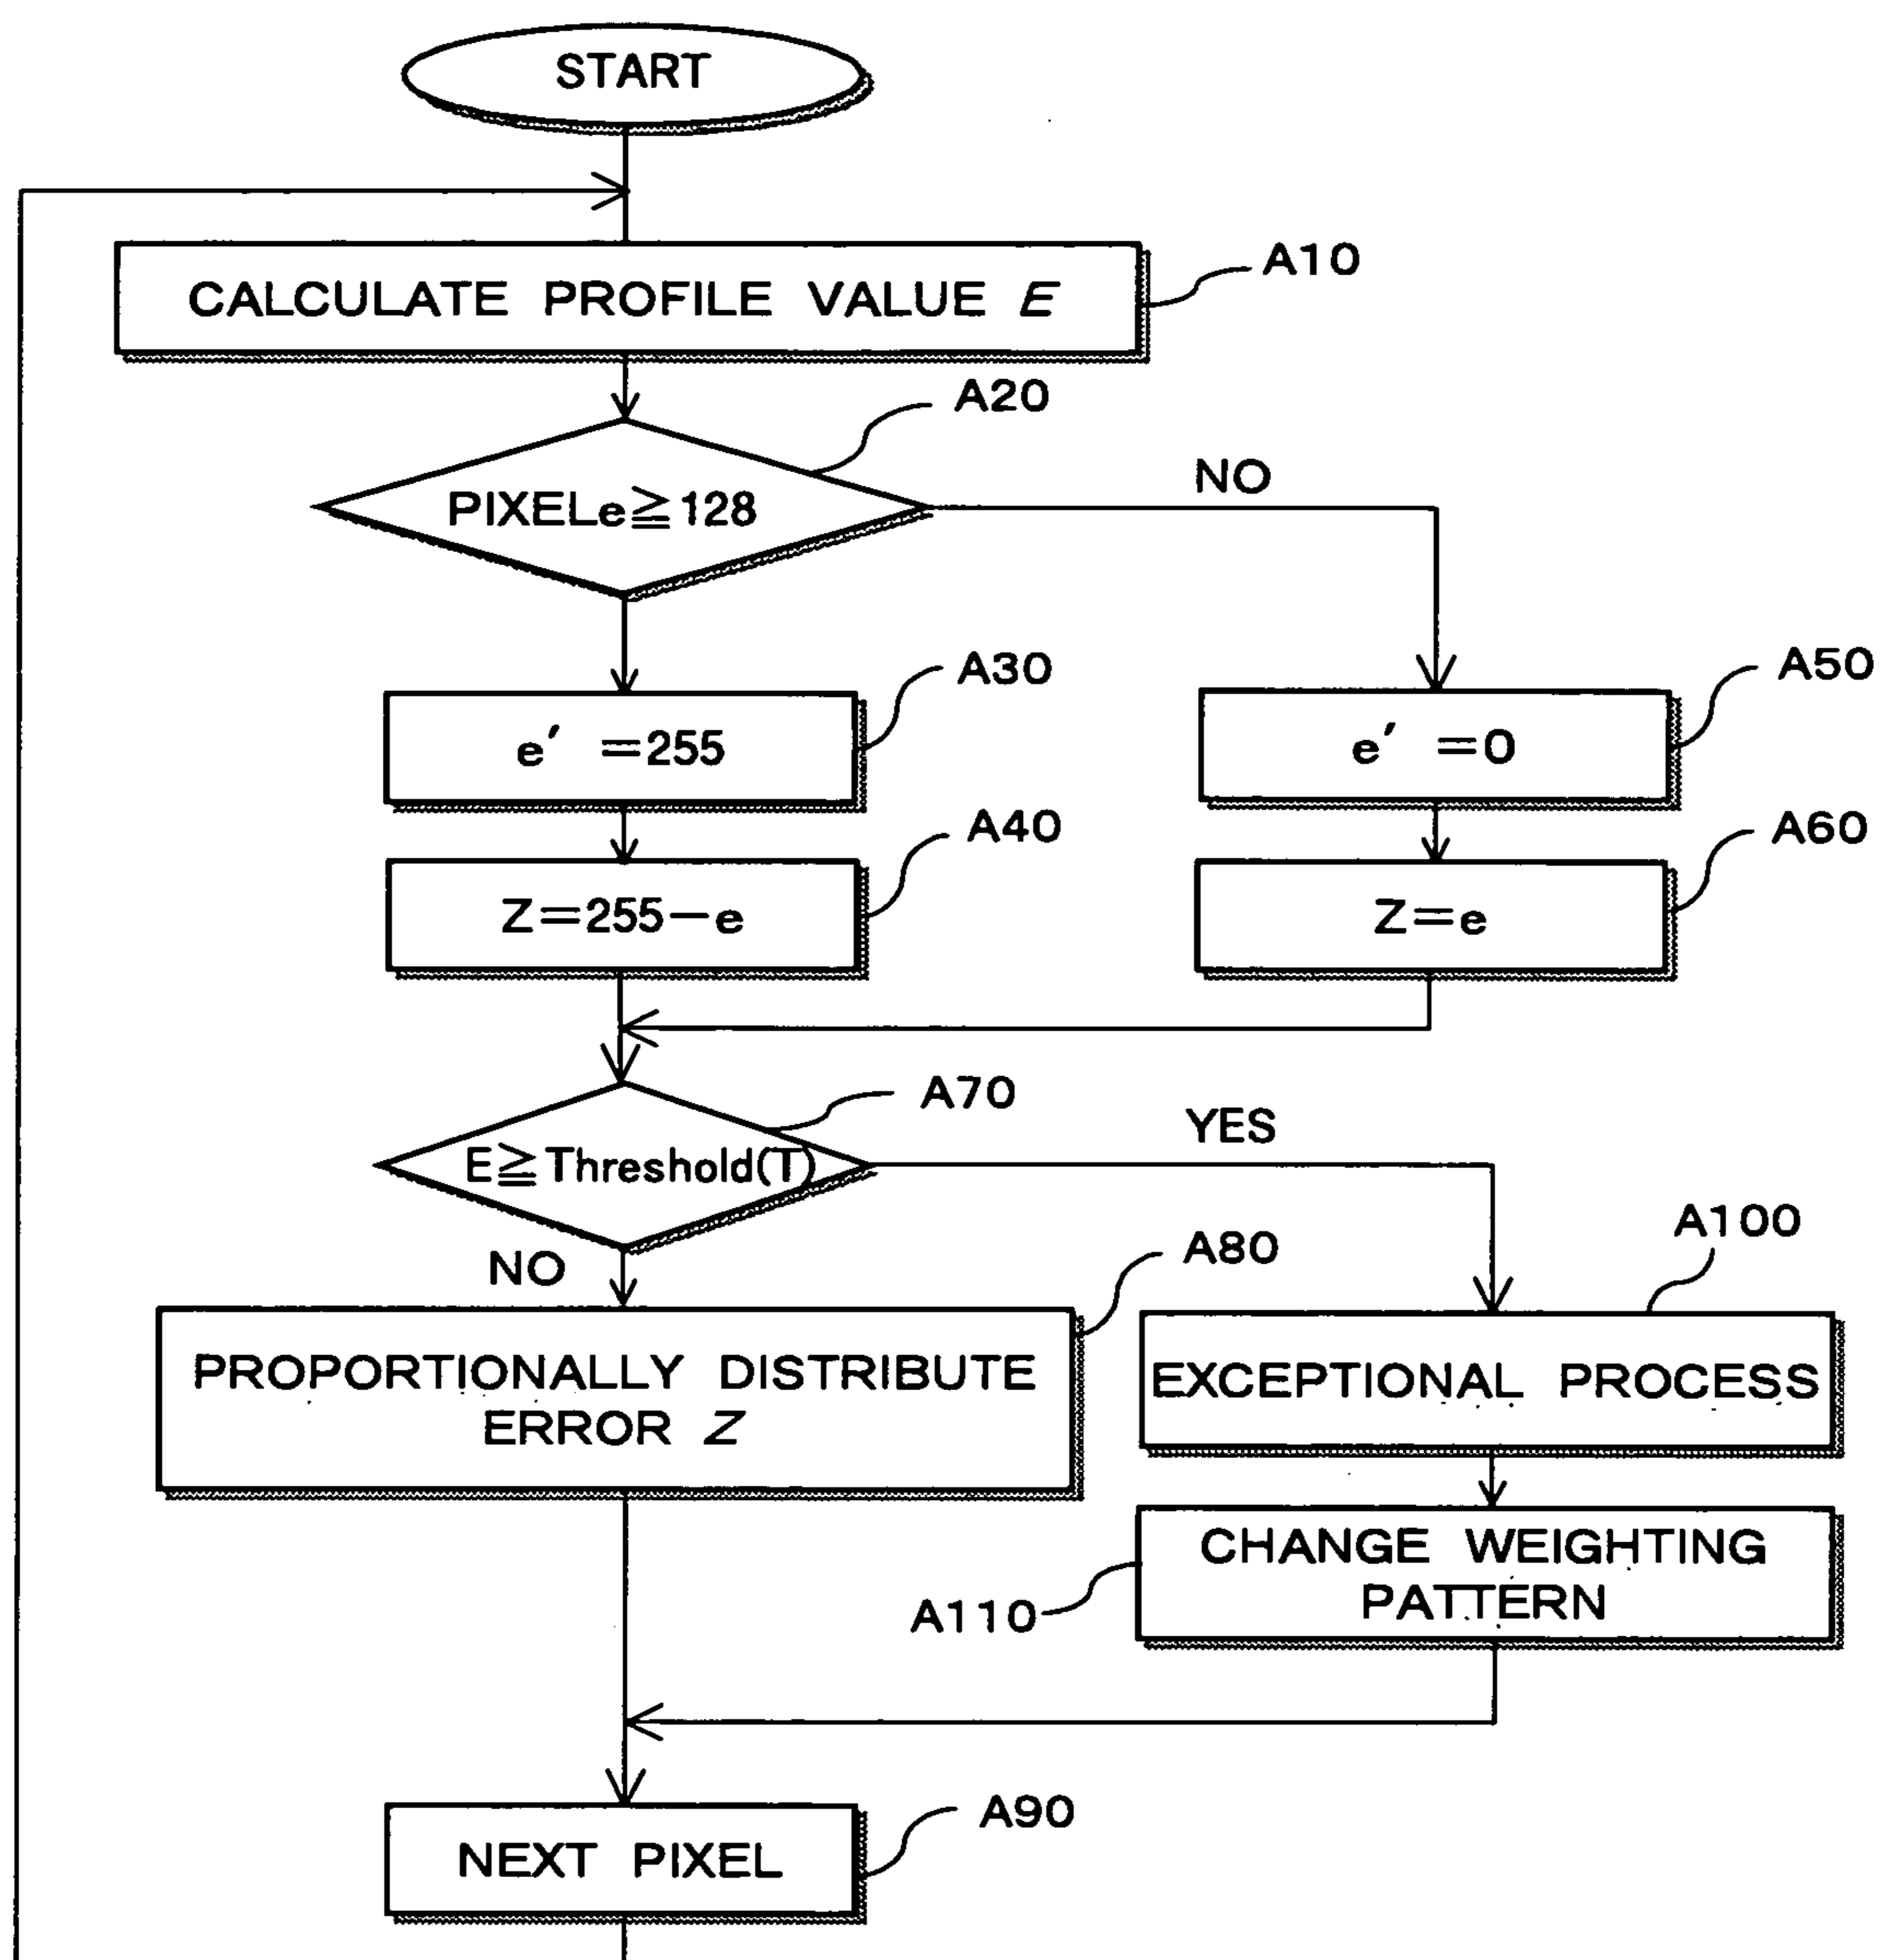 START
A10
CALCULATE PROFILE VALUE E
A20
PIXELe≧128
NO
A30
e′ =255
A50
e′ =0
A40
Z=255-e
A60
Z=e
A70
E≧Threshold(T)
YES
NO
A80
A100
PROPORTIONALLY DISTRIBUTE
ERROR Z
EXCEPTIONAL PROCESS
CHANGE WEIGHTING
PATTERN
A110
A90
NEXT PIXEL